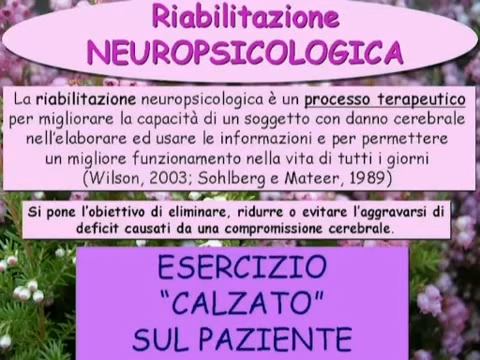 Riabilitazione
NEUROPSICOLOGICA
La riabilitazione neuropsicologica è un processo terapeutico
per migliorare la capacità di un soggetto con danno cerebrale
nell'elaborare ed usare le informazioni e per permettere
un migliore funzionamento nella vita di tutti i giorni
(Wilson, 2003; Sohlberg e Mateer, 1989)
Si pone l'obiettivo di eliminare, ridurre o evitare l'aggravarsi di
deficit causati da una compromissione cerebrale.
ESERCIZIO
"CALZATO"
SUL PAZIENTE